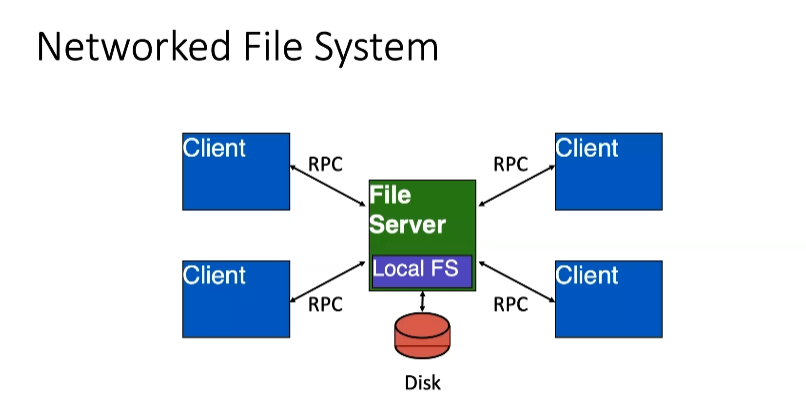 Networked File System
Client
RPC
RPC
Client
File
Server
Client
Local FS
Client
RPC
RPC
Disk